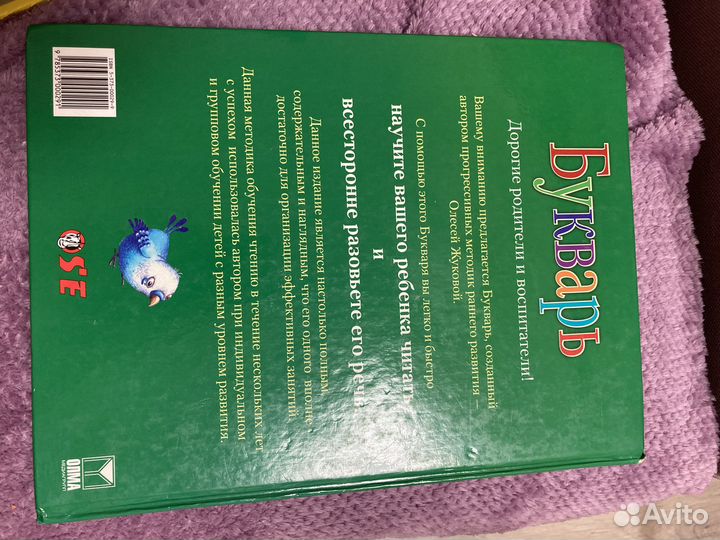 Букварь
Дорогие родители и воспитатели!
Вашему вниманию предлагается Букварь, созданный
автором прогрессивных методик раннего развития –
Олесей Жуковой.
С помощью этого Букваря вы легко и быстро
научите вашего ребенка читать
и
всесторонне разовьете его речь
Данное издание является настолько полным,
содержательным и наглядным, что его одного вполне
достаточно для организации эффективных занятий.
Данная методика обучения чтению в течение нескольких лет
с успехом использовалась автором при индивидуальном
и групповом обучении детей с разным уровнем развития.
OSE
ОЛМА
МЕДИАГРУПП
Avito